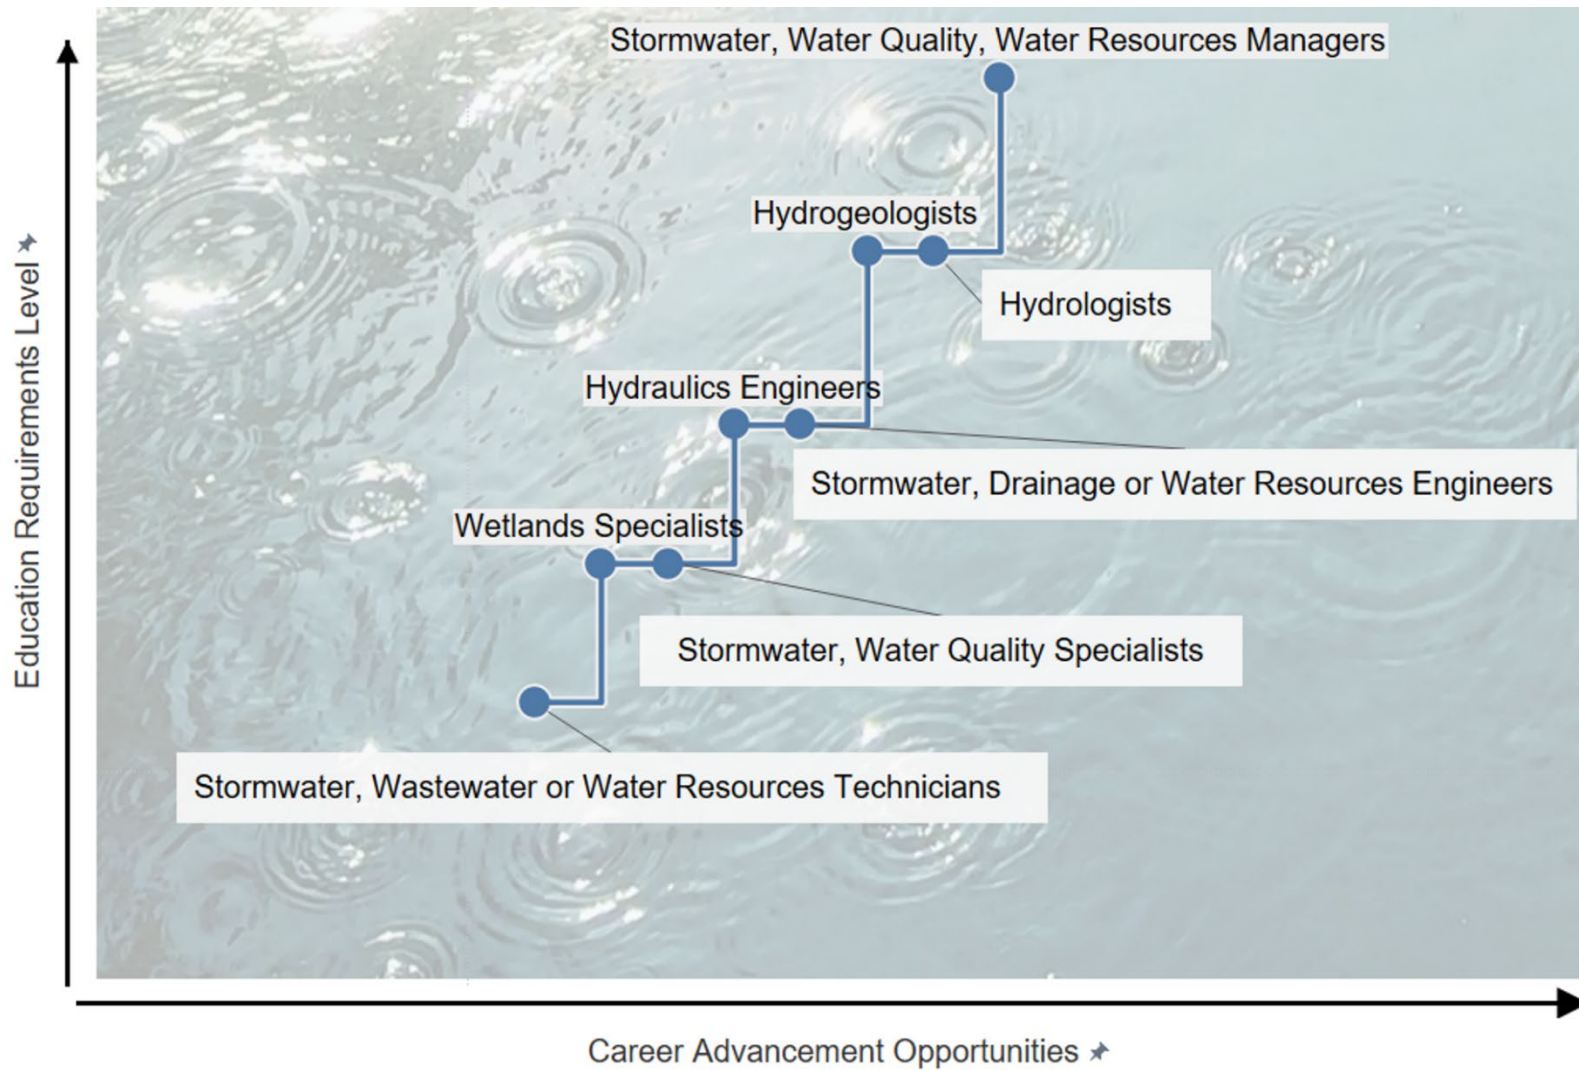 Stormwater, Water Quality, Water Resources Managers
Hydrogeologists
Hydrologists
Hydraulics Engineers
Stormwater, Drainage or Water Resources Engineers
Wetlands Specialists
Stormwater, Water Quality Specialists
Stormwater, Wastewater or Water Resources Technicians
Education Requirements Level
Career Advancement Opportunities